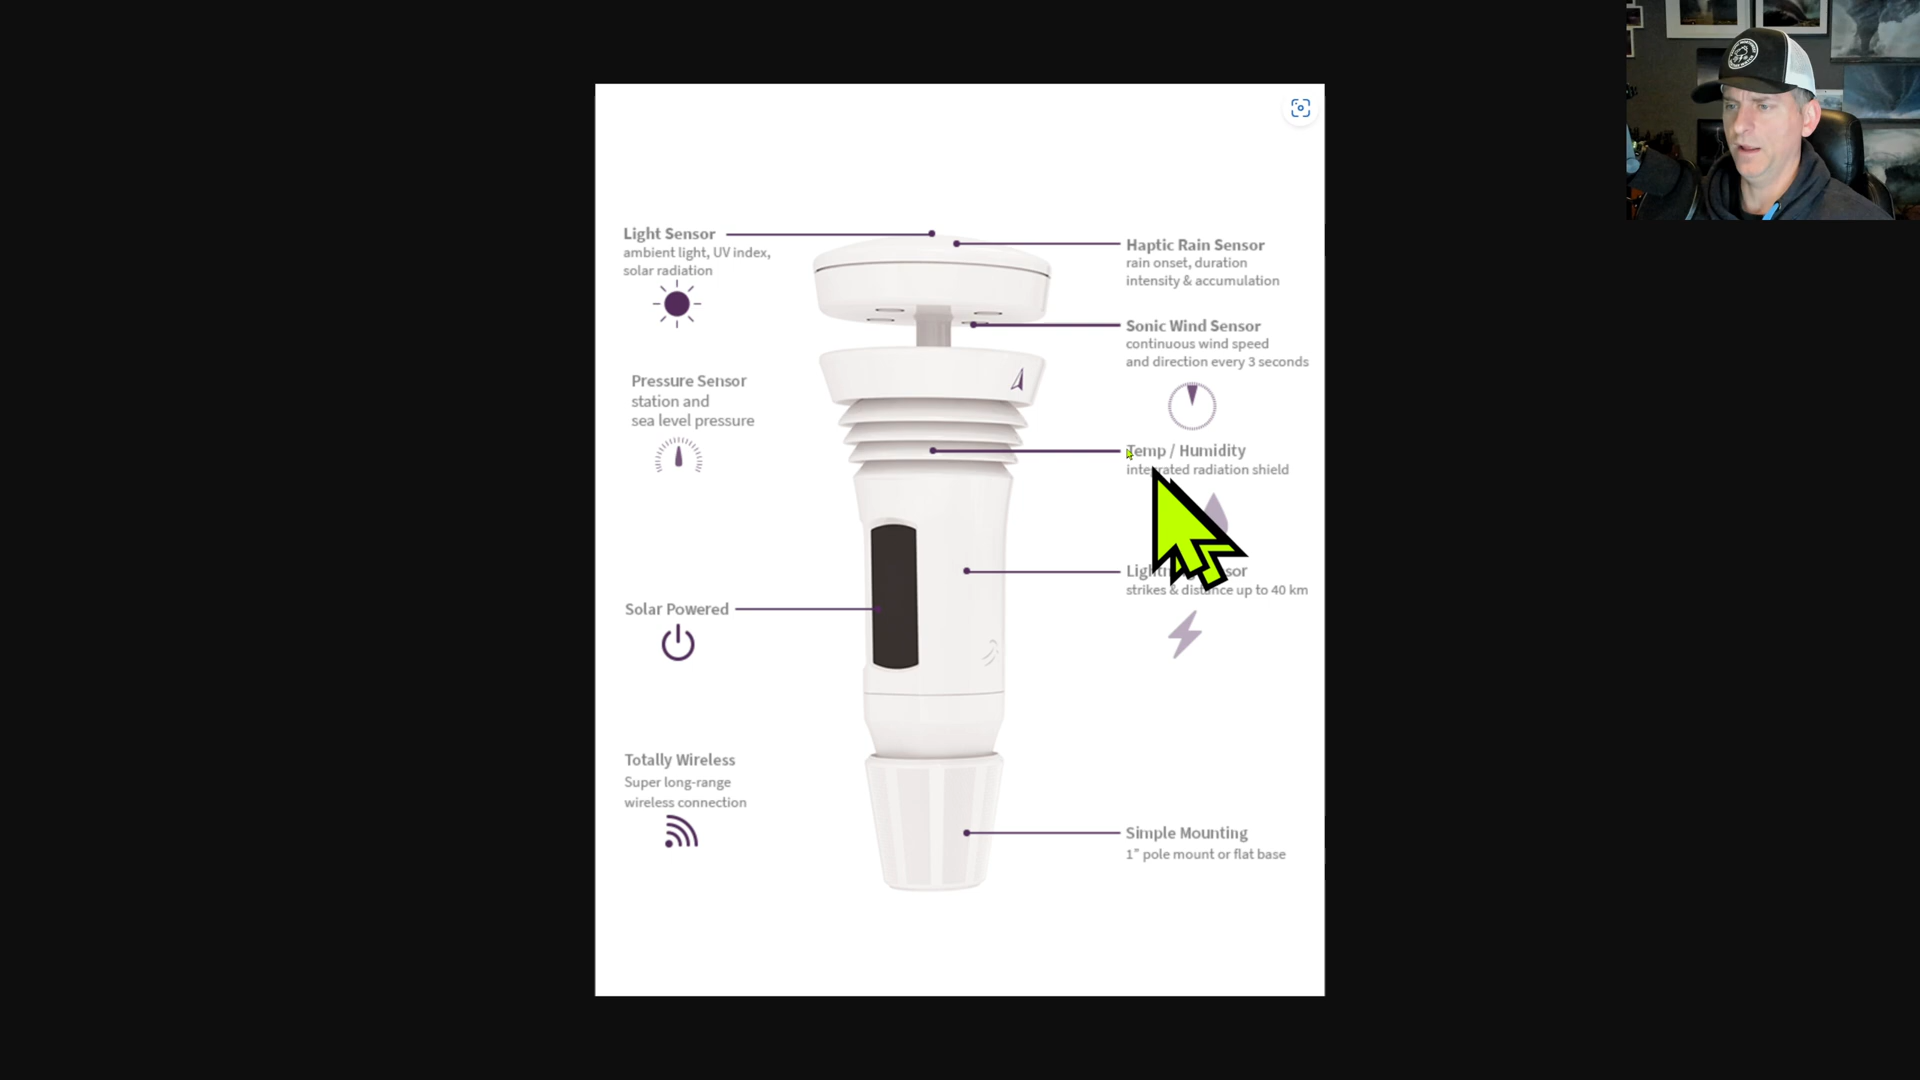 Light Sensor
ambient light, UV index,
solar radiation
Haptic Rain Sensor
rain onset, duration
intensity & accumulation
Sonic Wind Sensor
continuous wind speed
and direction every 3 seconds
Pressure Sensor
station and
sea level pressure
Temp / Humidity
integrated radiation shield
strikes & distance up to 40 km
Solar Powered
Totally Wireless
Super long-range
wireless connection
Simple Mounting
1" pole mount or flat base